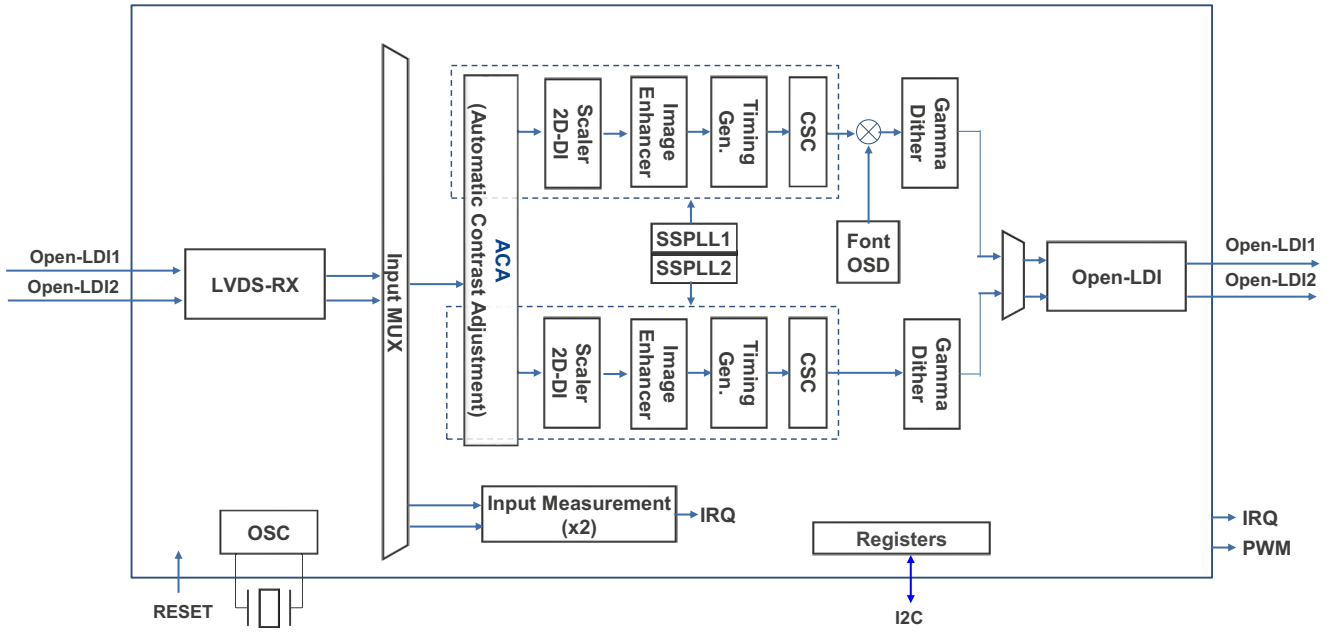 Open-LDI1
Open-LDI2
LVDS-RX
Input MUX
ACA
(Automatic Contrast Adjustment)
Scaler
2D-DI
Image
Enhancer
Timing
Gen.
CSC
Gamma
Dither
SSPLL1
SSPLL2
Font
OSD
Scaler
2D-DI
Image
Enhancer
Timing
Gen.
CSC
Gamma
Dither
Open-LDI
Open-LDI1
Open-LDI2
Input Measurement
(x2)
IRQ
OSC
Registers
IRQ
PWM
RESET
I2C